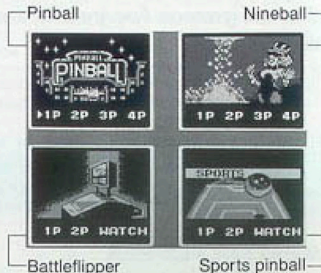 Pinball
Nineball
PINBALL
PINBALL
1P 2P 3P 4P
1P 2P 3P 4P
SPORTS
1P 2P WATCH
1P 2P WATCH
Battleflipper
Sports pinball